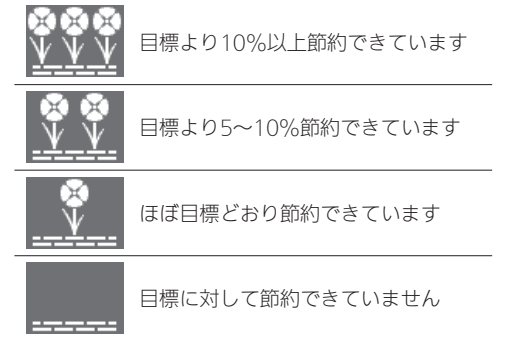 目標より10%以上節約できています
目標より5〜10%節約できています
ほぼ目標どおり節約できています
目標に対して節約できていません